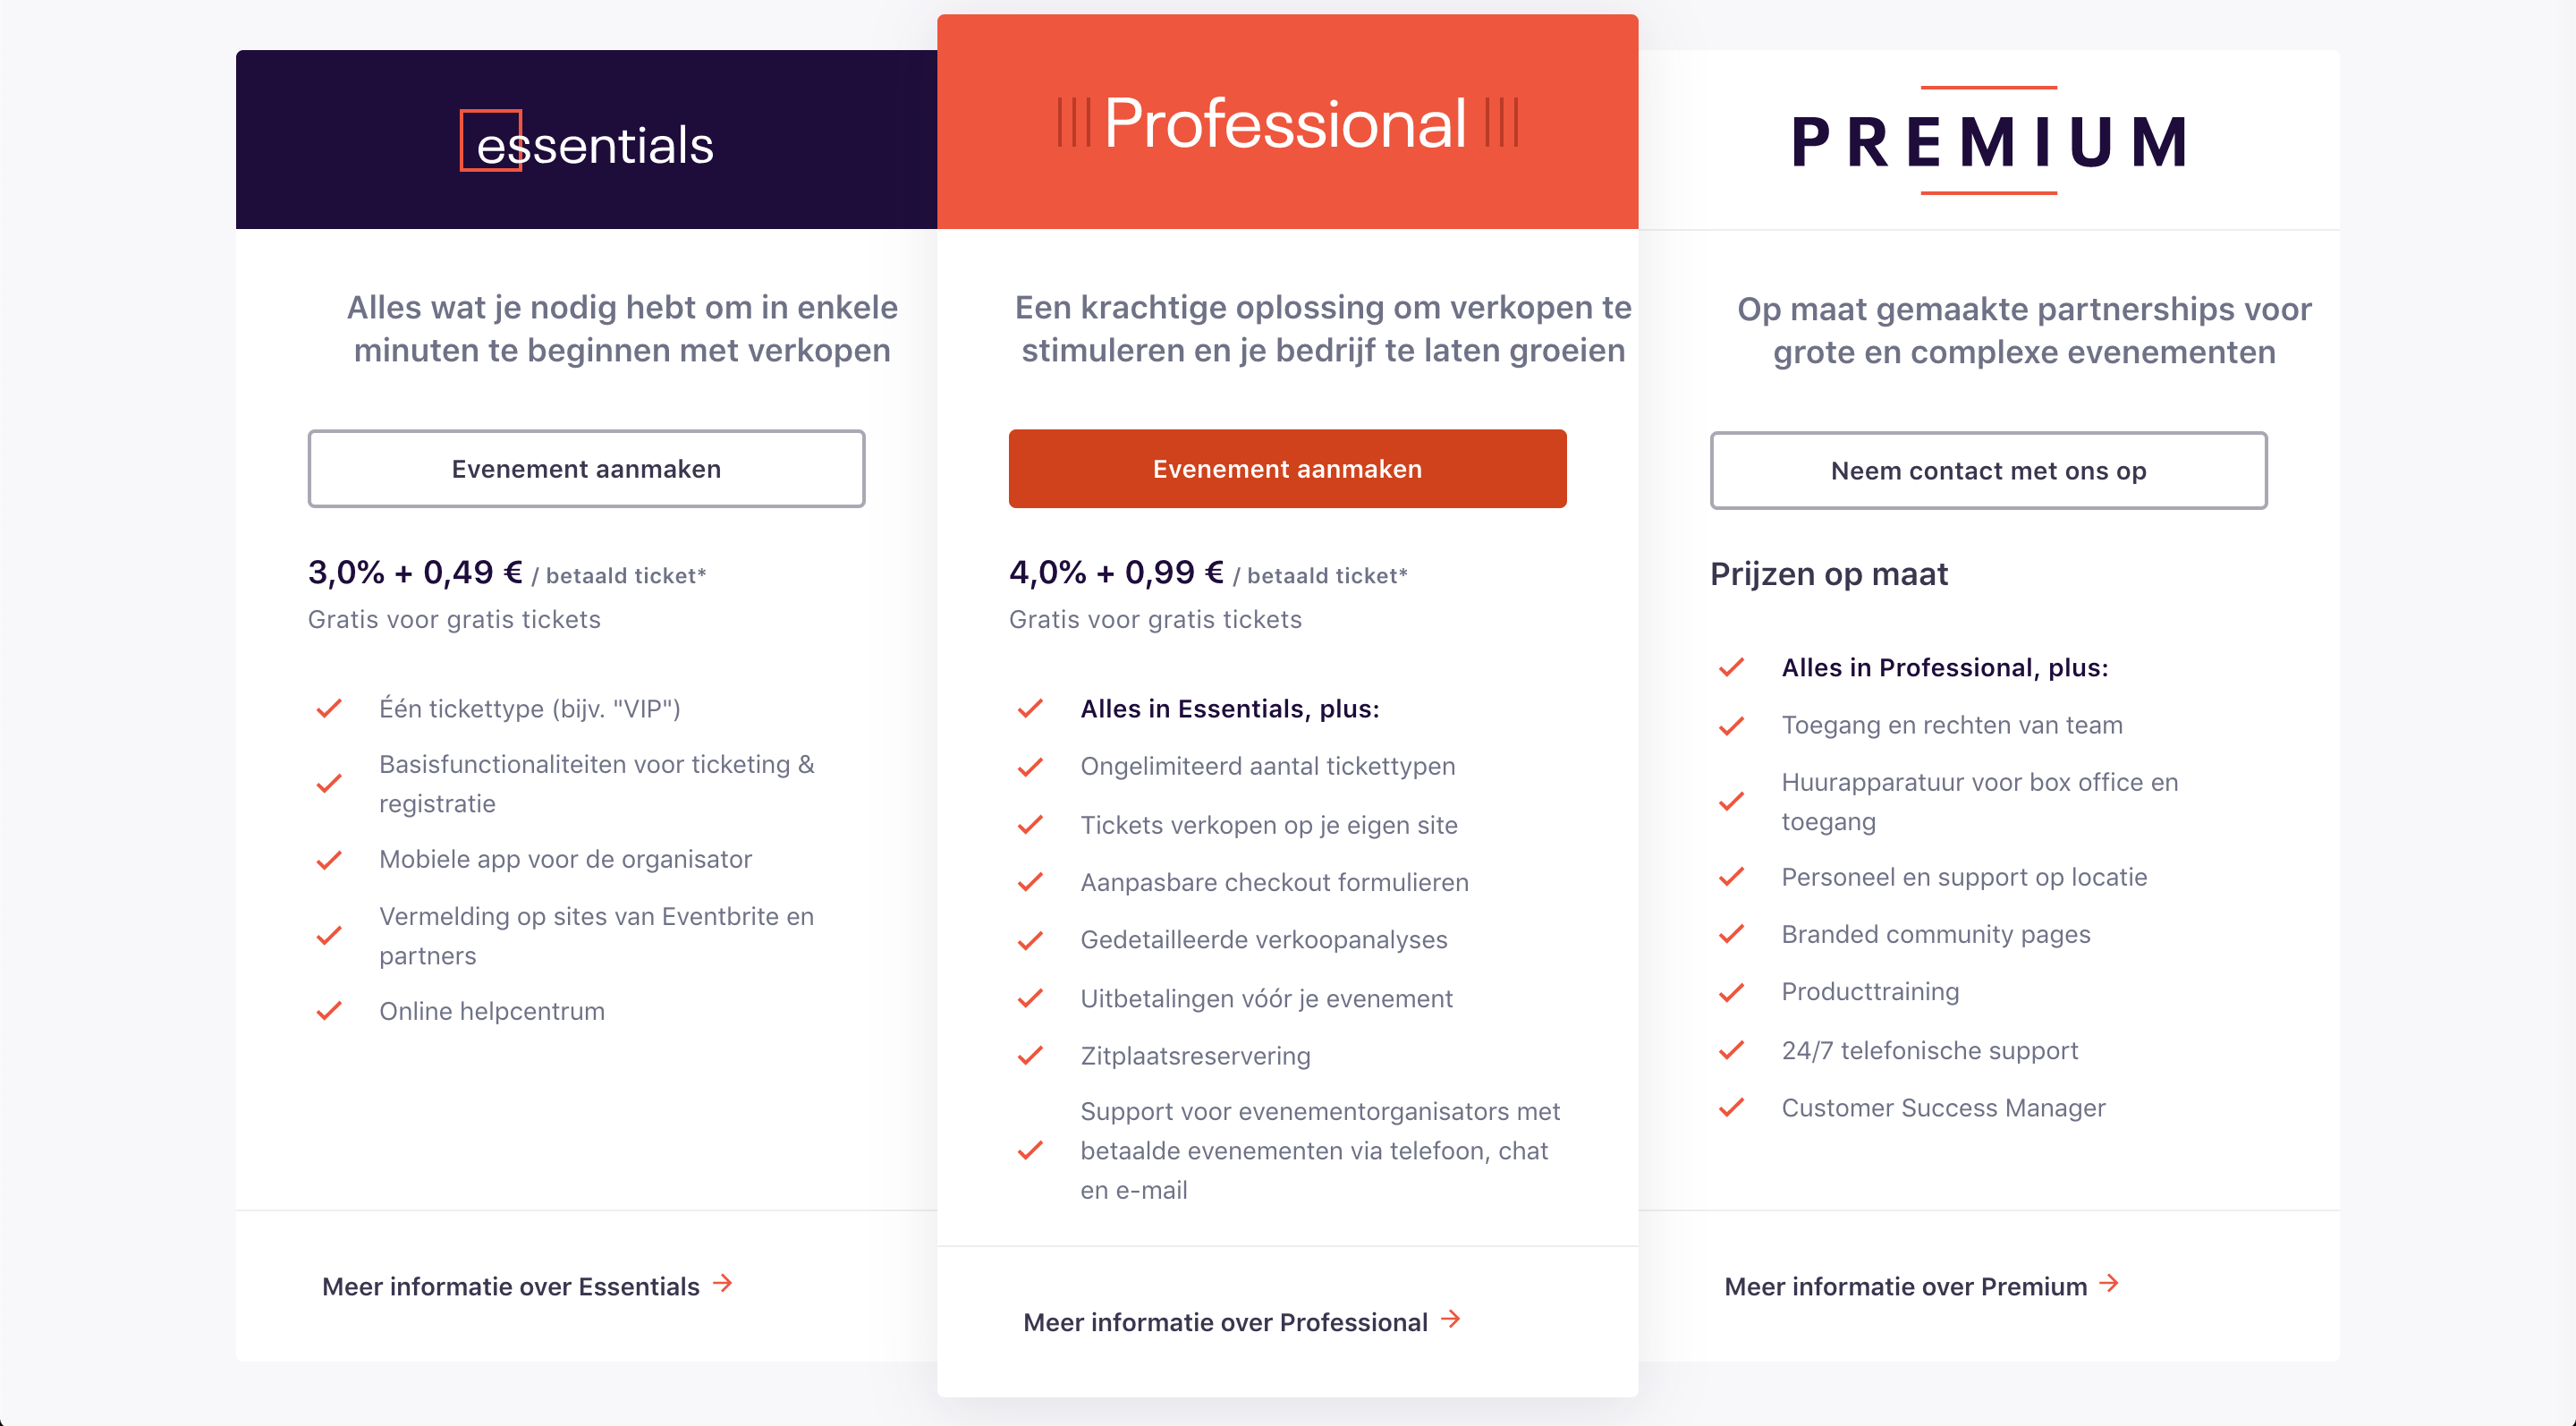 essentials
Alles wat je nodig hebt om in enkele
minuten te beginnen met verkopen
Evenement aanmaken
3,0% + 0,49 € / betaald ticket*
Gratis voor gratis tickets
Één tickettype (bijv. "VIP")
Basisfunctionaliteiten voor ticketing &
registratie
Mobiele app voor de organisator
Vermelding op sites van Eventbrite en
partners
Online helpcentrum
Meer informatie over Essentials
Professional
Een krachtige oplossing om verkopen te
stimuleren en je bedrijf te laten groeien
Evenement aanmaken
4,0% + 0,99 € / betaald ticket*
Gratis voor gratis tickets
Alles in Essentials, plus:
Ongelimiteerd aantal tickettypen
Tickets verkopen op je eigen site
Aanpasbare checkout formulieren
Gedetailleerde verkoopanalyses
Uitbetalingen vóór je evenement
Zitplaatsreservering
Support voor evenementorganisators met
betaalde evenementen via telefoon, chat
en e-mail
Meer informatie over Professional
PREMIUM
Op maat gemaakte partnerships voor
grote en complexe evenementen
Neem contact met ons op
Prijzen op maat
Alles in Professional, plus:
Toegang en rechten van team
Huurapparatuur voor box office en
toegang
Personeel en support op locatie
Branded community pages
Producttraining
24/7 telefonische support
Customer Success Manager
Meer informatie over Premium